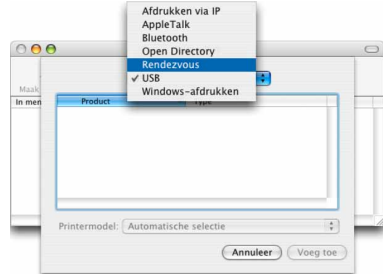 Afdrukken via IP
AppleTalk
Bluetooth
Open Directory
Rendezvous
✓ USB
Windows-afdrukken
Maak
In men
Product Type
Printermodel: Automatische selectie
Annuleer Voeg toe